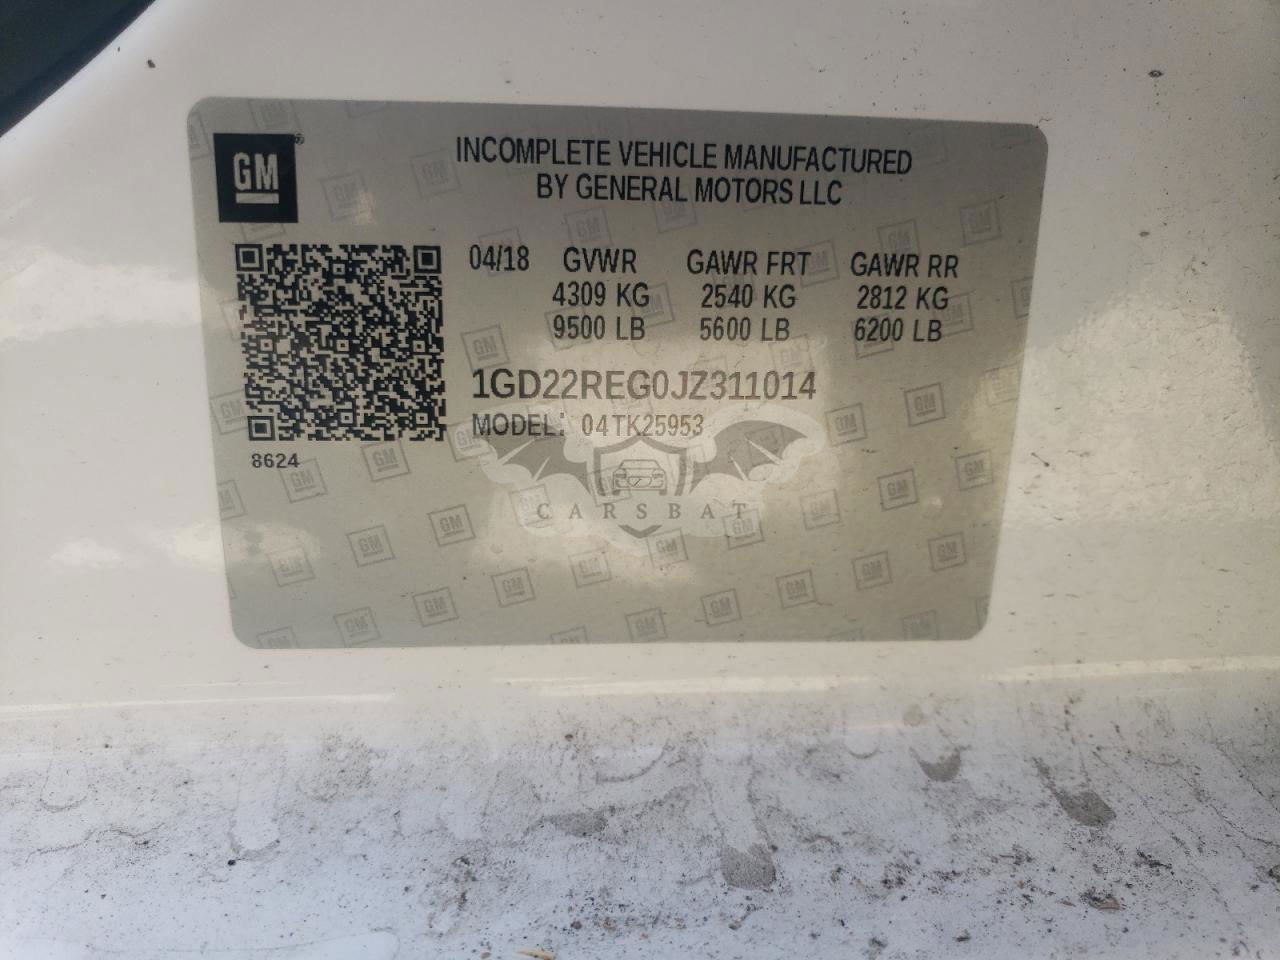 GM
INCOMPLETE VEHICLE MANUFACTURED
BY GENERAL MOTORS LLC
04/18 GVWR GAWR FRT GAWR RR
4309 KG 2540 KG 2812 KG
9500 LB 5600 LB 6200 LB
1GD22REG0JZ311014
MODEL: 04TK25953
8624
CARSBAT